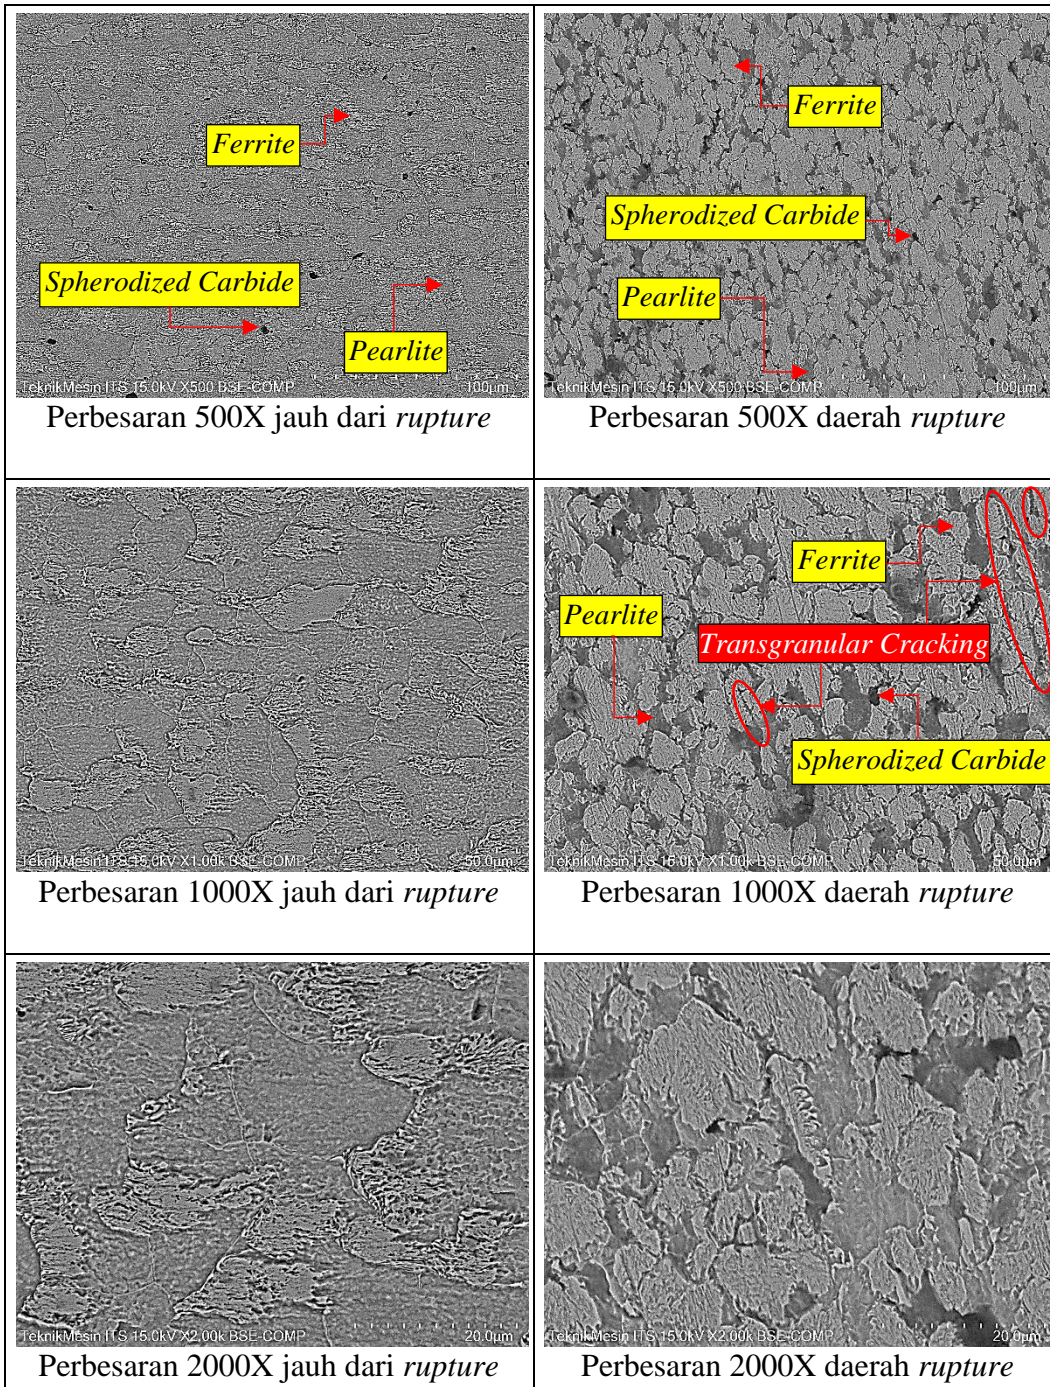 Ferrite
Spherodized Carbide
Pearlite
TeknikMesin ITS 15.0kV X500 BSE-COMP 100µm
Perbesaran 500X jauh dari rupture
Ferrite
Spherodized Carbide
Pearlite
TeknikMesin ITS 15.0kV X500 BSE-COMP 100µm
Perbesaran 500X daerah rupture
TeknikMesin ITS 15.0kV X1.00k BSE-COMP 50.0µm
Perbesaran 1000X jauh dari rupture
Ferrite
Pearlite
Transgranular Cracking
Spherodized Carbide
TeknikMesin ITS 15.0kV X1.00k BSE-COMP 50.0µm
Perbesaran 1000X daerah rupture
TeknikMesin ITS 15.0kV X2.00k BSE-COMP 20.0µm
Perbesaran 2000X jauh dari rupture
TeknikMesin ITS 15.0kV X2.00k BSE-COMP 20.0µm
Perbesaran 2000X daerah rupture